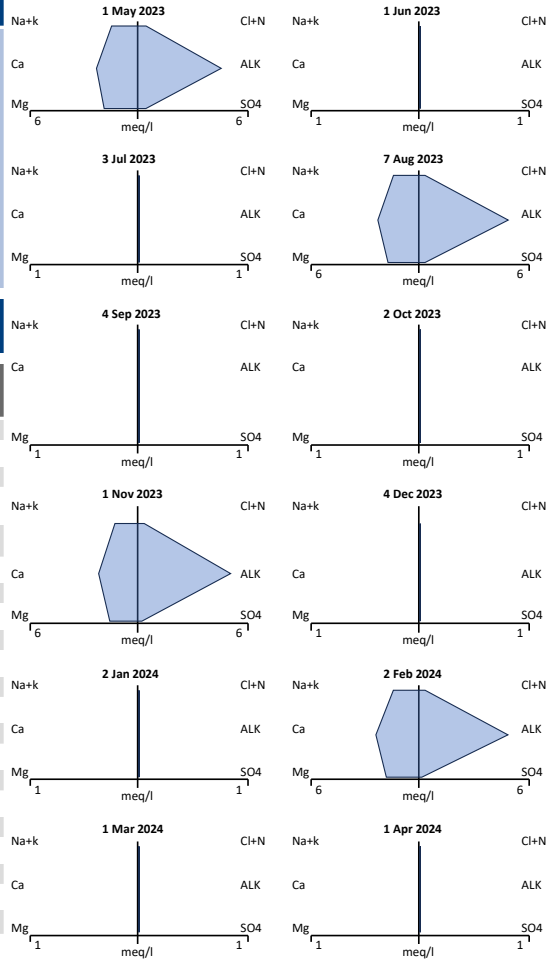 1 May 2023
Na+k Cl+N
Ca ALK
Mg SO4
6 6
meq/l
1 Jun 2023
Na+k Cl+N
Ca ALK
Mg SO4
1 1
meq/l
3 Jul 2023
Na+k Cl+N
Ca ALK
Mg SO4
1 1
meq/l
7 Aug 2023
Na+k Cl+N
Ca ALK
Mg SO4
6 6
meq/l
4 Sep 2023
Na+k Cl+N
Ca ALK
Mg SO4
1 1
meq/l
2 Oct 2023
Na+k Cl+N
Ca ALK
Mg SO4
1 1
meq/l
1 Nov 2023
Na+k Cl+N
Ca ALK
Mg SO4
6 6
meq/l
4 Dec 2023
Na+k Cl+N
Ca ALK
Mg SO4
1 1
meq/l
2 Jan 2024
Na+k Cl+N
Ca ALK
Mg SO4
1 1
meq/l
2 Feb 2024
Na+k Cl+N
Ca ALK
Mg SO4
6 6
meq/l
1 Mar 2024
Na+k Cl+N
Ca ALK
Mg SO4
1 1
meq/l
1 Apr 2024
Na+k Cl+N
Ca ALK
Mg SO4
1 1
meq/l